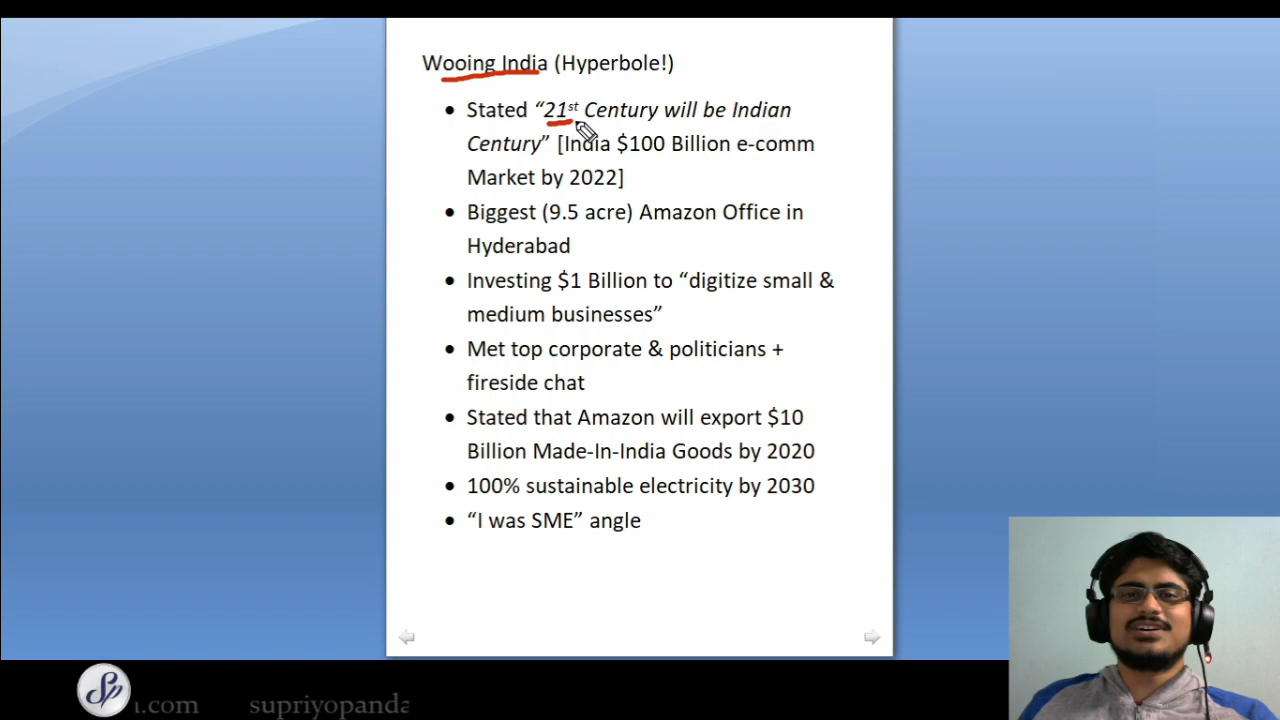 Wooing India (Hyperbole!)
• Stated “21st Century will be Indian
Century” [India $100 Billion e-comm
Market by 2022]
• Biggest (9.5 acre) Amazon Office in
Hyderabad
• Investing $1 Billion to “digitize small &
medium businesses”
• Met top corporate & politicians +
fireside chat
• Stated that Amazon will export $10
Billion Made-In-India Goods by 2020
• 100% sustainable electricity by 2030
• “I was SME” angle
Sp
.com supriyopanda